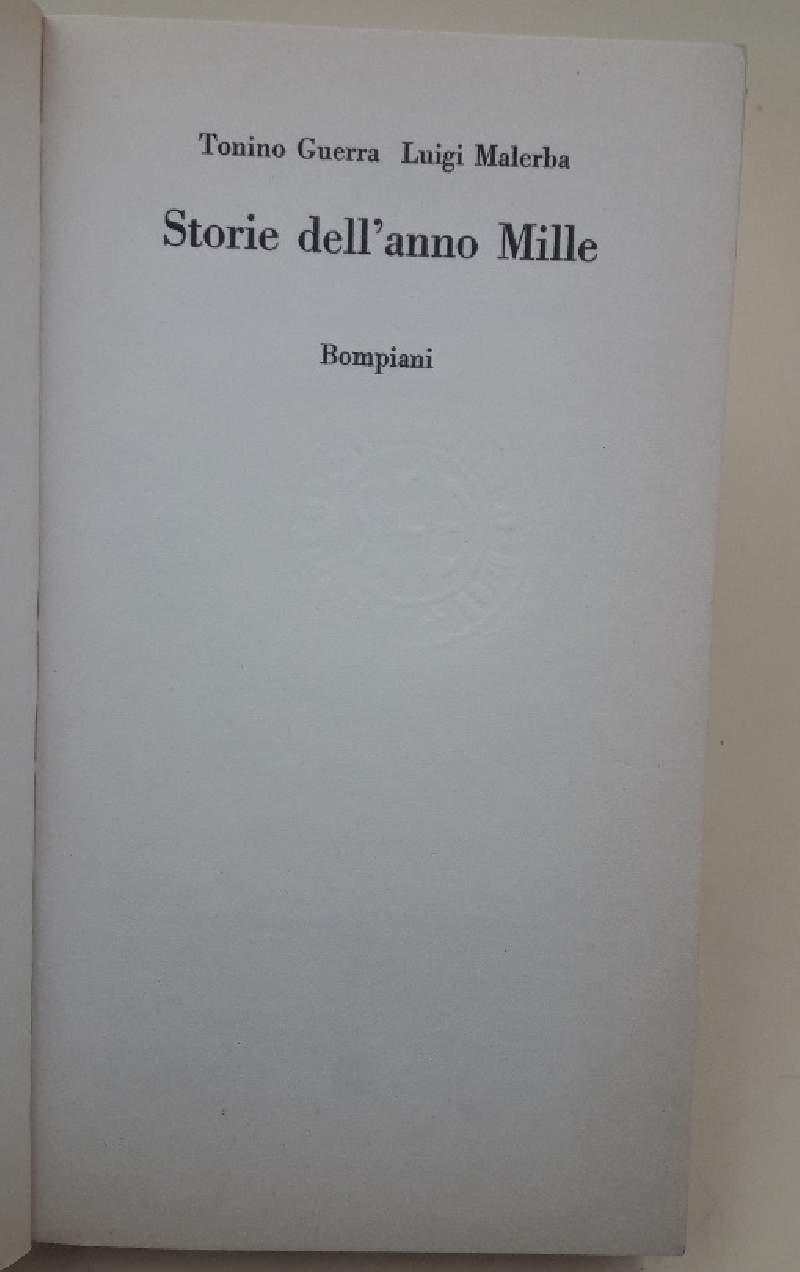 Tonino Guerra Luigi Malerba
Storie dell'anno Mille
Bompiani